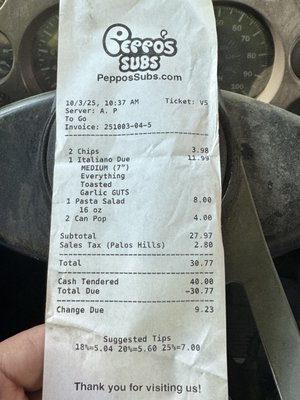 PEPPO'S
SUBS
PepposSubs.com
10/3/25, 10:37 AM Ticket: V5
Server: A. P
To Go
Invoice: 251003-04-5
2 Chips 3.98
1 Italiano Due 11.99
MEDIUM (7")
Everything
Toasted
Garlic GUTS
1 Pasta Salad 8.00
16 oz
2 Can Pop 4.00
Subtotal 27.97
Sales Tax (Palos Hills) 2.80
Total 30.77
Cash Tendered 40.00
Total Due -30.77
Change Due 9.23
Suggested Tips
18%=5.04 20%=5.60 25%=7.00
Thank you for visiting us!